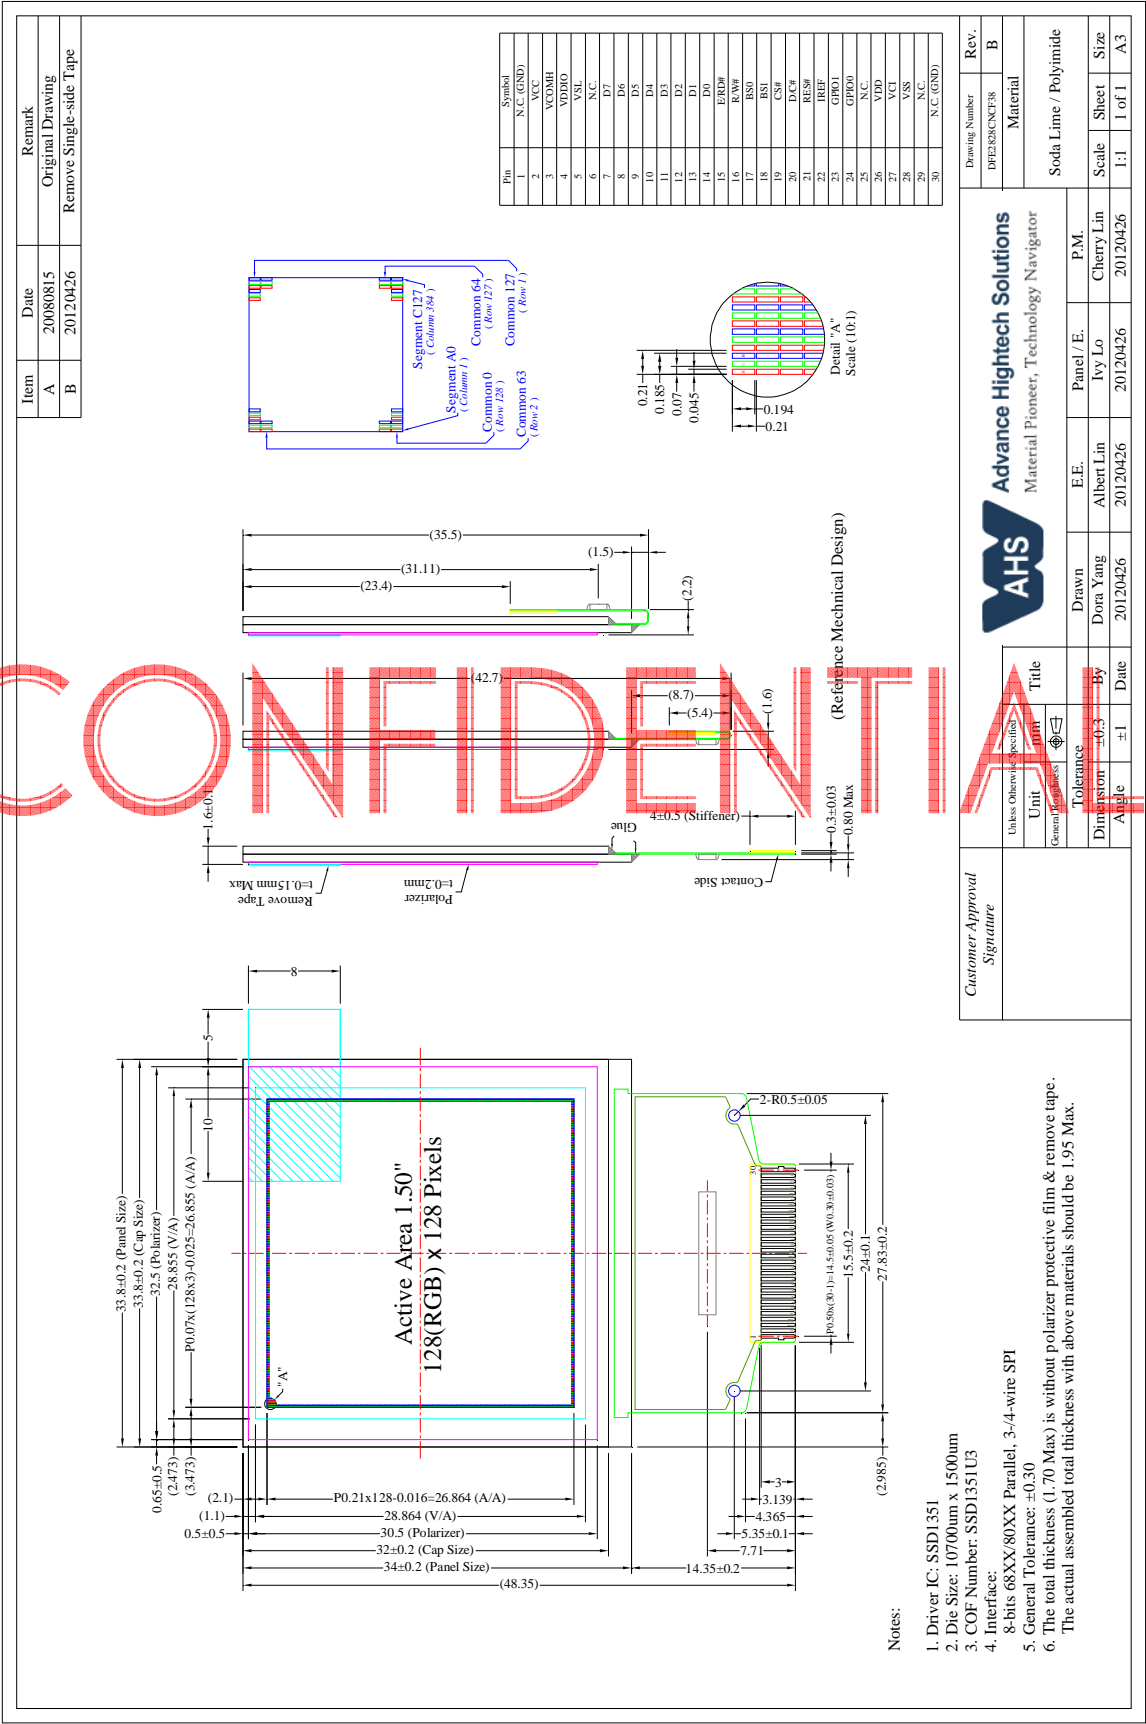 Item Date Remark
A 20080815 Original Drawing
B 20120426 Remove Single-side Tape
33.8±0.2 (Panel Size)
33.8±0.2 (Cap Size)
32.5 (Polarizer)
28.855 (V/A)
P0.07x(128x3)-0.025=26.855 (A/A)
0.65±0.5
(2.473)
(3.473)
10
5
8
"A"
Active Area 1.50"
128(RGB) x 128 Pixels
(2.1)
P0.21x128-0.016=26.864 (A/A)
(1.1)
28.864 (V/A)
0.5±0.5
30.5 (Polarizer)
32±0.2 (Cap Size)
34±0.2 (Panel Size)
14.35±0.2
(48.35)
3
3.139
4.365
5.35±0.1
7.71
(2.985)
30
2-R0.5±0.05
P0.50x(30-1)=14.5±0.05 (W0.30±0.03)
15.5±0.2
24±0.1
27.83±0.2
1.6±0.1
Remove Tape
t=0.15mm Max
Polarizer
t=0.2mm
Glue
4±0.5 (Stiffener)
Contact Side
0.3±0.03
0.80 Max
(42.7)
(8.7)
(5.4)
(1.6)
(35.5)
(31.11)
(23.4)
(1.5)
(2.2)
(Reference Mechnical Design)
Segment C127
( Column 384 )
Common 64
( Row 127 )
Common 127
( Row 1 )
Segment A0
( Column 1 )
Common 0
( Row 128 )
Common 63
( Row 2 )
0.21
0.185
0.07
0.045
0.194
0.21
Detail "A"
Scale (10:1)
Pin Symbol
1 N.C. (GND)
2 VCC
3 VCOMH
4 VDDIO
5 VSL
6 N.C.
7 D7
8 D6
9 D5
10 D4
11 D3
12 D2
13 D1
14 D0
15 E/RD#
16 R/W#
17 BS0
18 BS1
19 CS#
20 D/C#
21 RES#
22 IREF
23 GPIO1
24 GPIO0
25 N.C.
26 VDD
27 VCI
28 VSS
29 N.C.
30 N.C. (GND)
CONFIDENTIAL
Notes:
1. Driver IC: SSD1351
2. Die Size: 10700um x 1500um
3. COF Number: SSD1351U3
4. Interface:
8-bits 68XX/80XX Parallel, 3-/4-wire SPI
5. General Tolerance: ±0.30
6. The total thickness (1.70 Max) is without polarizer protective film & remove tape.
The actual assembled total thickness with above materials should be 1.95 Max.
Customer Approval
Signature
Unless Otherwise Specified
Unit mm
General Roughness
Tolerance
Dimension ±0.3
Angle ±1
Title
AHS
Advance Hightech Solutions
Material Pioneer, Technology Navigator
Drawing Number Rev.
DFE2828CNCF38 B
Material
Soda Lime / Polyimide
Drawn E.E. Panel / E. P.M.
By Dora Yang Albert Lin Ivy Lo Cherry Lin
Date 20120426 20120426 20120426 20120426
Scale Sheet Size
1:1 1 of 1 A3